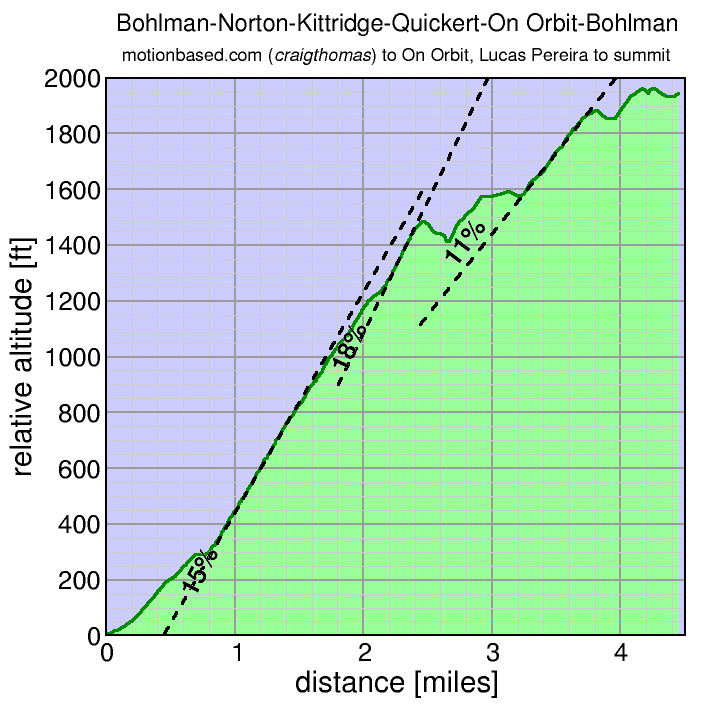 Bohlman-Norton-Kittridge-Quickert-On Orbit-Bohlman
motionbased.com (craigthomas) to On Orbit, Lucas Pereira to summit
2000
1800
1600
1400
1200
1000
800
600
400
200
0
relative altitude [ft]
15%
18%
11%
0 1 2 3 4
distance [miles]